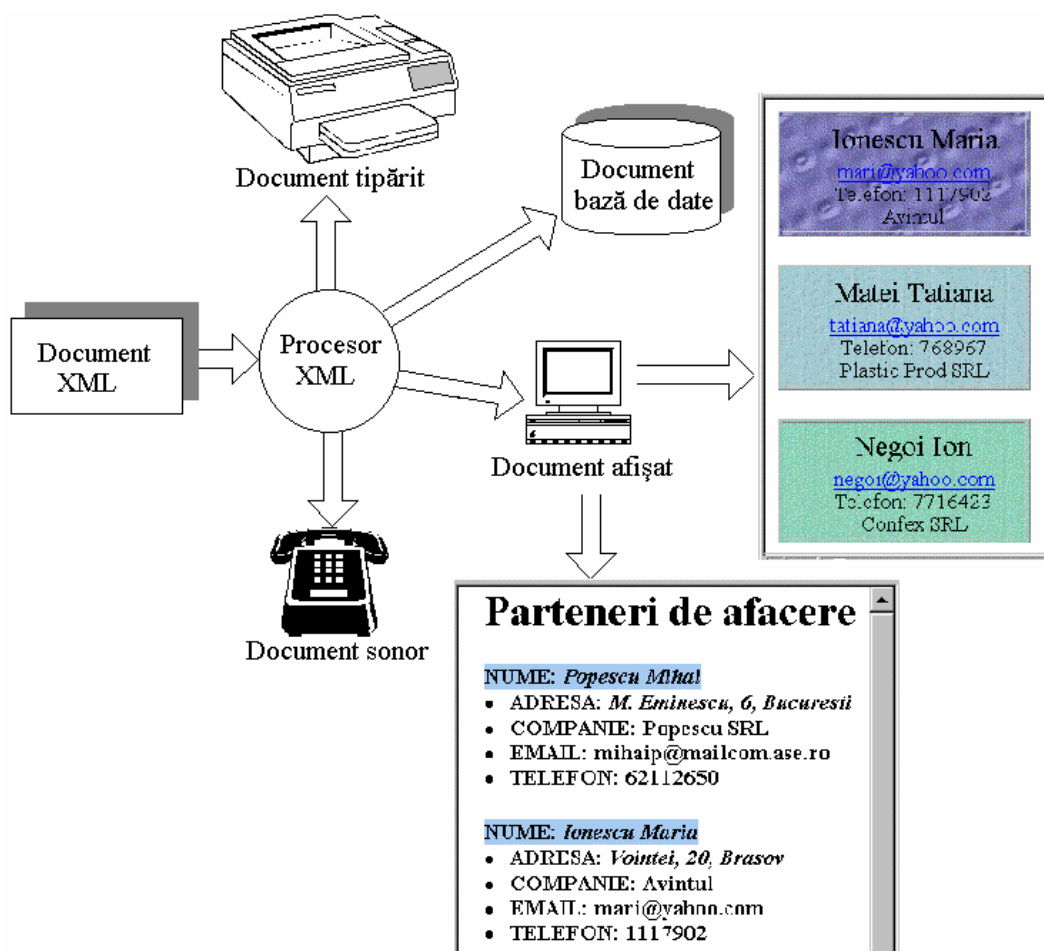 Document tipărit
Document
bază de date
Document
XML
Procesor
XML
Document afişat
Document sonor
Ionescu Maria
mari@yahoo.com
Telefon: 1117902
Avintul
Matei Tatiana
tatiana@yahoo.com
Telefon: 768967
Plastic Prod SRL
Negoi Ion
negoi@yahoo.com
Telefon: 7716423
Confex SRL
Parteneri de afacere
NUME: Popescu Mihai
• ADRESA: M. Eminescu, 6, Bucuresti
• COMPANIE: Popescu SRL
• EMAIL: mihaip@mailcom.ase.ro
• TELEFON: 62112650
NUME: Ionescu Maria
• ADRESA: Vointei, 20, Brasov
• COMPANIE: Avintul
• EMAIL: mari@yahoo.com
• TELEFON: 1117902